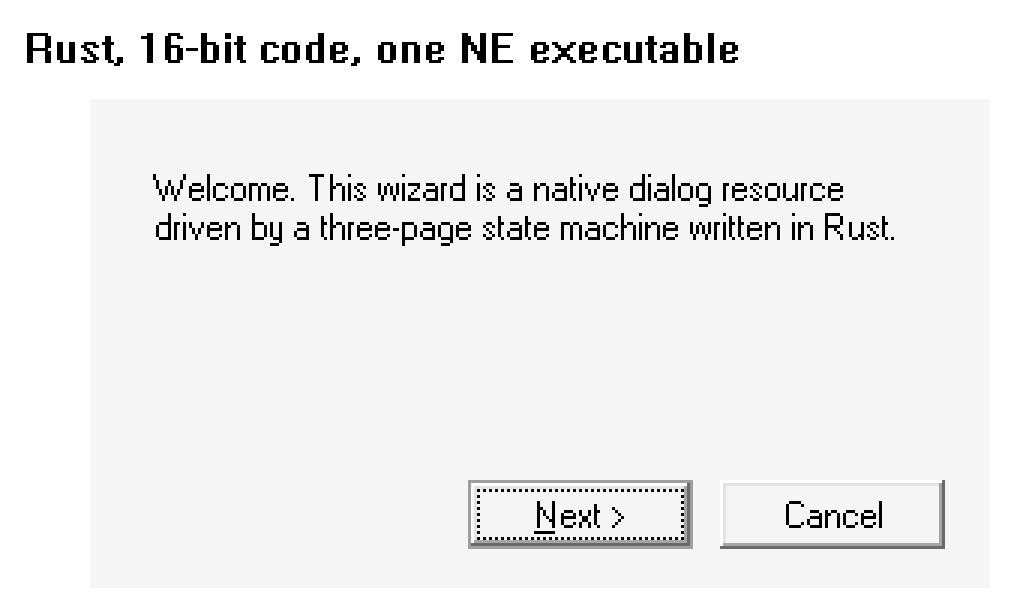 Rust, 16-bit code, one NE executable
Welcome. This wizard is a native dialog resource
driven by a three-page state machine written in Rust.
Next >
Cancel